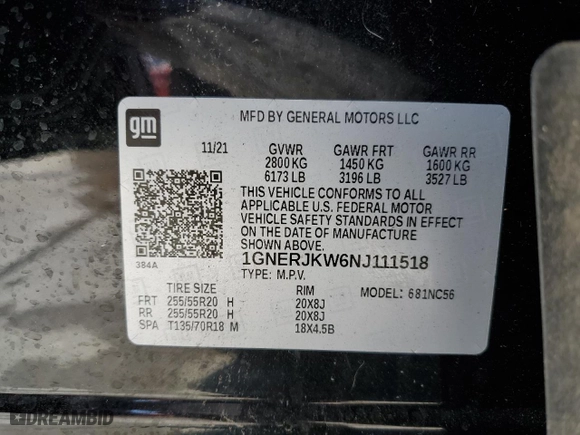 gm
MFD BY GENERAL MOTORS LLC
11/21 GVWR GAWR FRT GAWR RR
2800 KG 1450 KG 1600 KG
6173 LB 3196 LB 3527 LB
THIS VEHICLE CONFORMS TO ALL
APPLICABLE U.S. FEDERAL MOTOR
VEHICLE SAFETY STANDARDS IN EFFECT
ON THE DATE OF MANUFACTURE
SHOWN ABOVE.
384A
1GNERJKW6NJ111518
TYPE: M.P.V.
TIRE SIZE RIM MODEL: 681NC56
FRT 255/55R20 H 20X8J
RR 255/55R20 H 20X8J
SPA T135/70R18 M 18X4.5B
DREAMBID